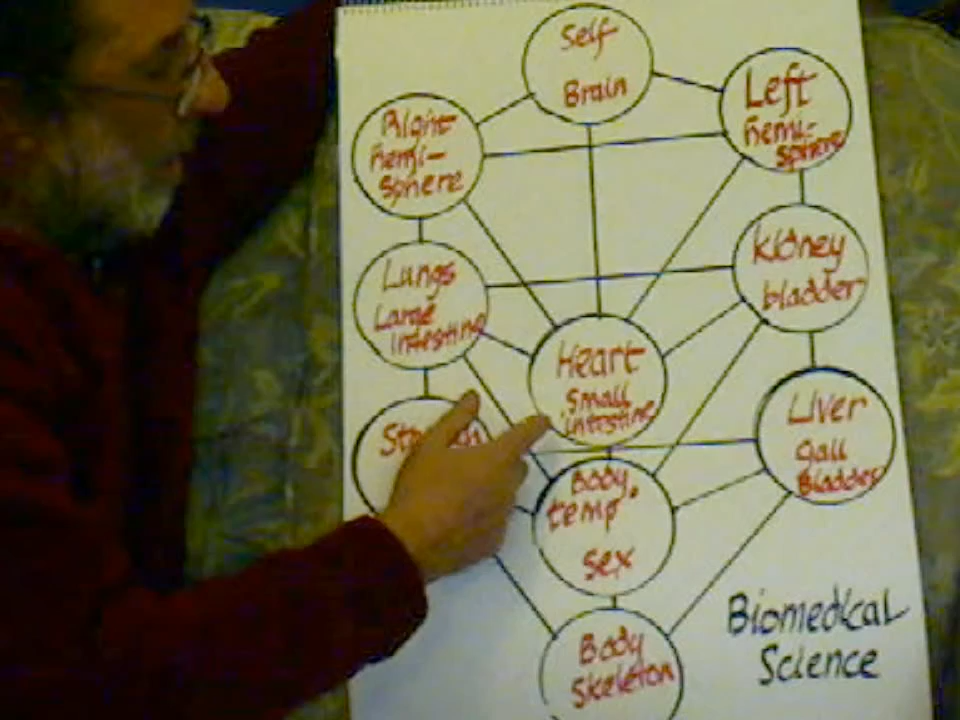 Self
Brain
Left
hemi-
sphere
Right
hemi-
sphere
Kidney
bladder
Lungs
Large
intestine
Heart
small
intestine
Liver
Gall
Bladder
Body
temp
sex
Body
Skeleton
Biomedical
Science